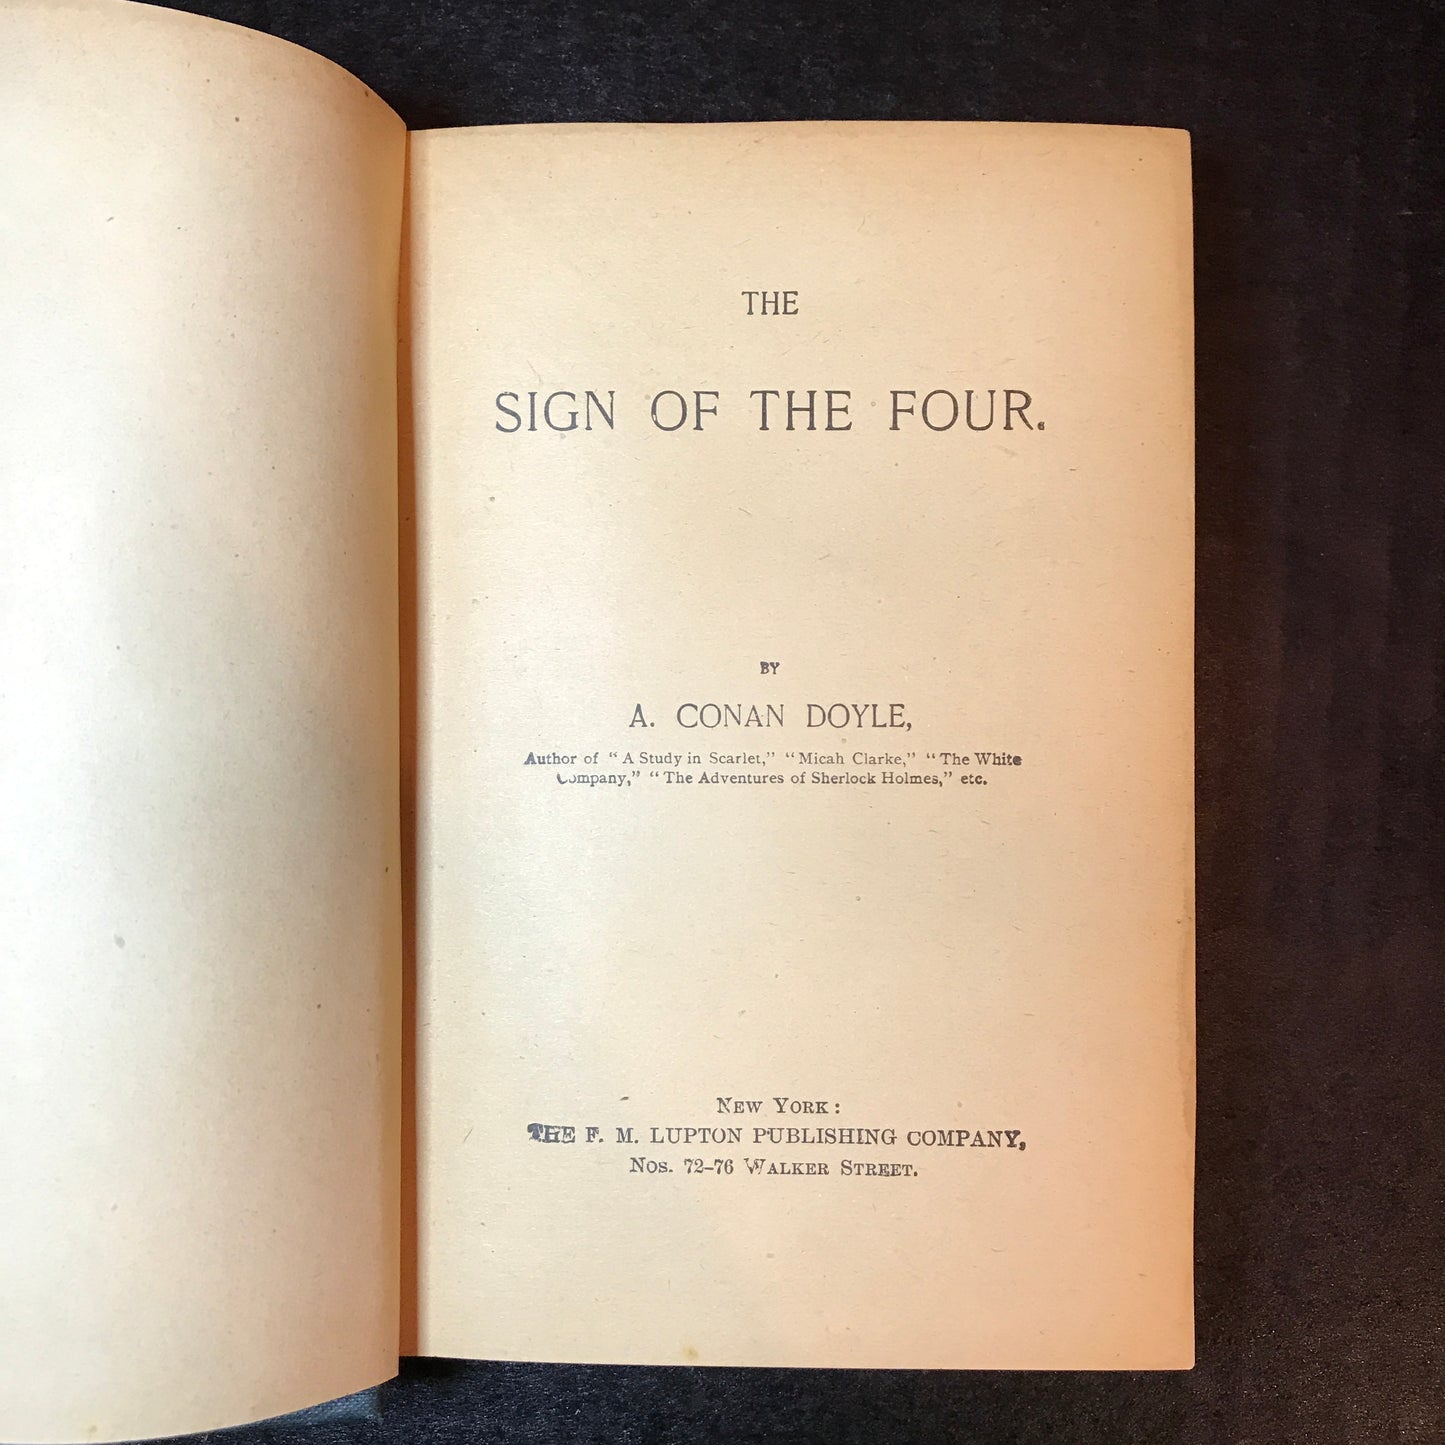 THE
SIGN OF THE FOUR.
BY
A. CONAN DOYLE,
Author of "A Study in Scarlet," "Micah Clarke," "The White
Company," "The Adventures of Sherlock Holmes," etc.
NEW YORK:
THE F. M. LUPTON PUBLISHING COMPANY,
NOS. 72–76 WALKER STREET.